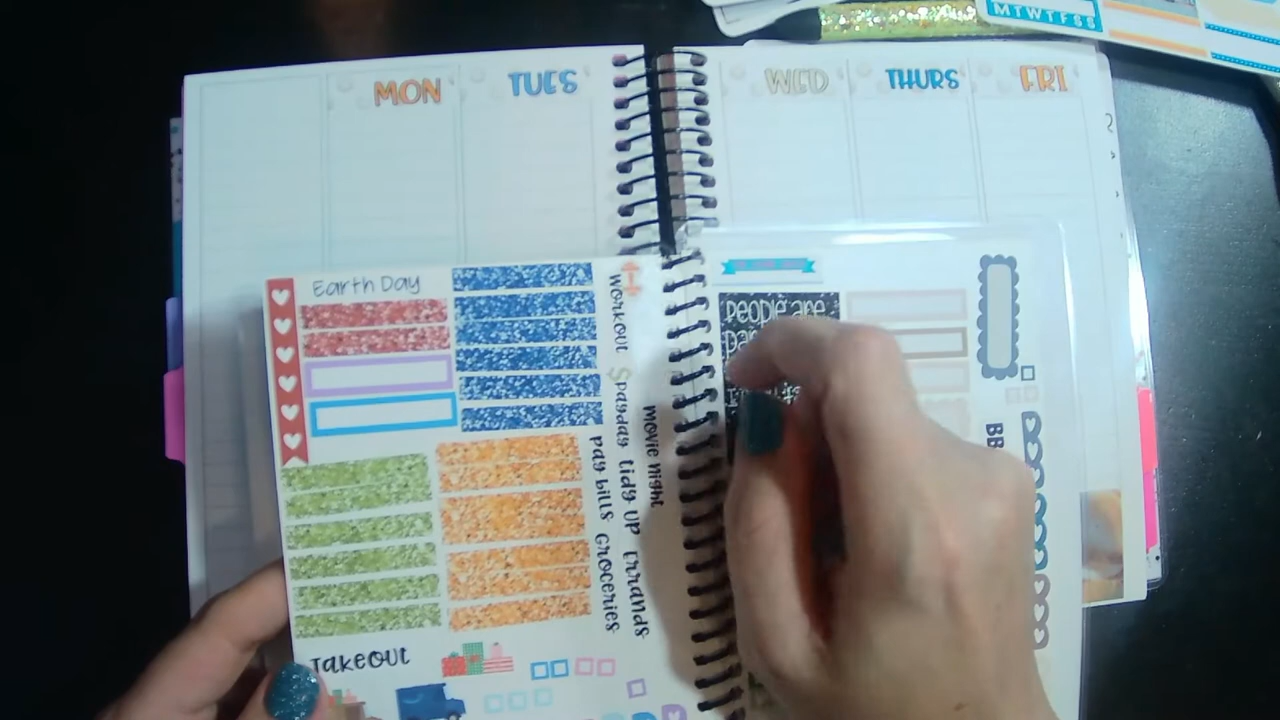 MTWTFSS
MON TUES WED THURS FRI
Earth Day
workout
$ payday
movie night
tidy up
pay bills
errands
groceries
People are
Takeout